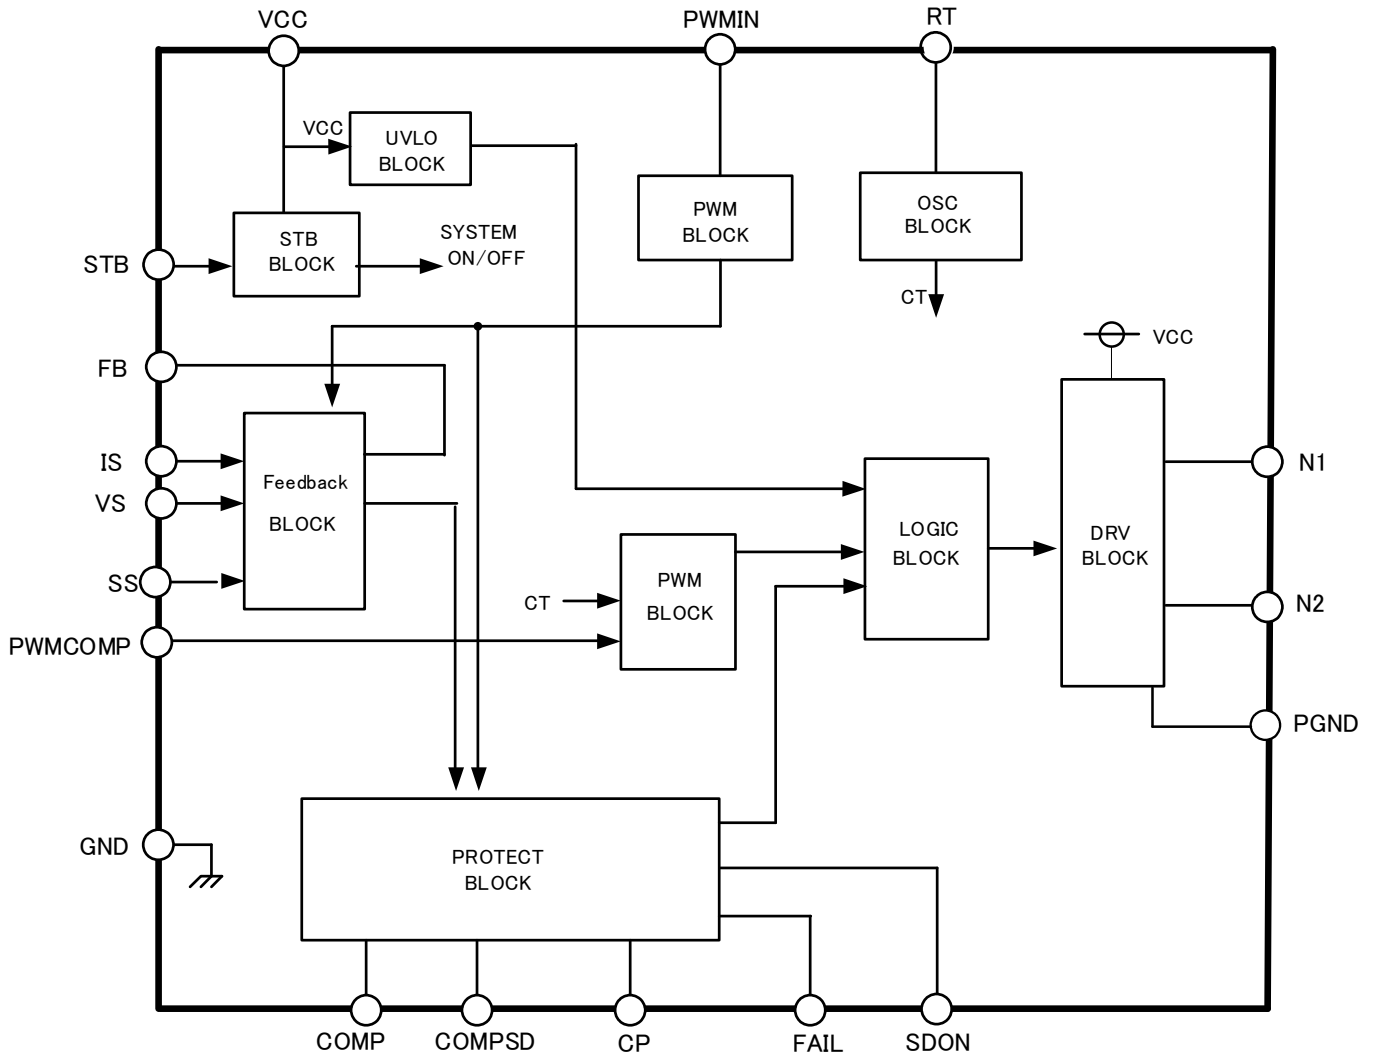 VCC
PWMIN
RT
VCC
UVLO
BLOCK
PWM
BLOCK
OSC
BLOCK
STB
STB
BLOCK
SYSTEM
ON/OFF
CT
VCC
FB
IS
VS
SS
PWMCOMP
Feedback
BLOCK
CT
PWM
BLOCK
LOGIC
BLOCK
DRV
BLOCK
N1
N2
PGND
GND
PROTECT
BLOCK
COMP
COMPSD
CP
FAIL
SDON